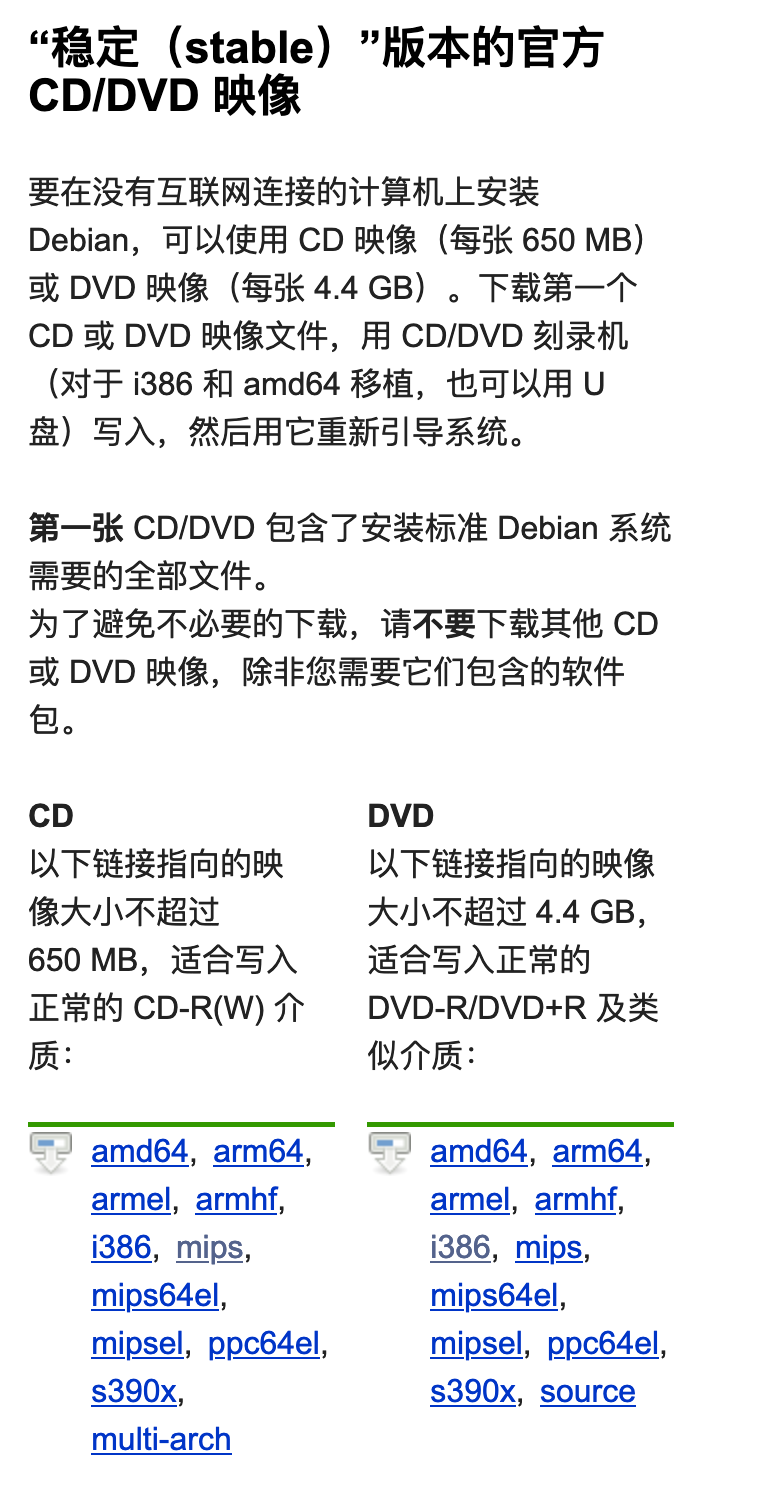 “稳定（stable）”版本的官方
CD/DVD 映像
要在没有互联网连接的计算机上安装
Debian，可以使用 CD 映像（每张 650 MB）
或 DVD 映像（每张 4.4 GB）。下载第一个
CD 或 DVD 映像文件，用 CD/DVD 刻录机
（对于 i386 和 amd64 移植，也可以用 U
盘）写入，然后用它重新引导系统。
第一张 CD/DVD 包含了安装标准 Debian 系统
需要的全部文件。
为了避免不必要的下载，请不要下载其他 CD
或 DVD 映像，除非您需要它们包含的软件
包。
CD
以下链接指向的映
像大小不超过
650 MB，适合写入
正常的 CD-R(W) 介
质：
amd64, arm64,
armel, armhf,
i386, mips,
mips64el,
mipsel, ppc64el,
s390x,
multi-arch
DVD
以下链接指向的映像
大小不超过 4.4 GB，
适合写入正常的
DVD-R/DVD+R 及类
似介质：
amd64, arm64,
armel, armhf,
i386, mips,
mips64el,
mipsel, ppc64el,
s390x, source